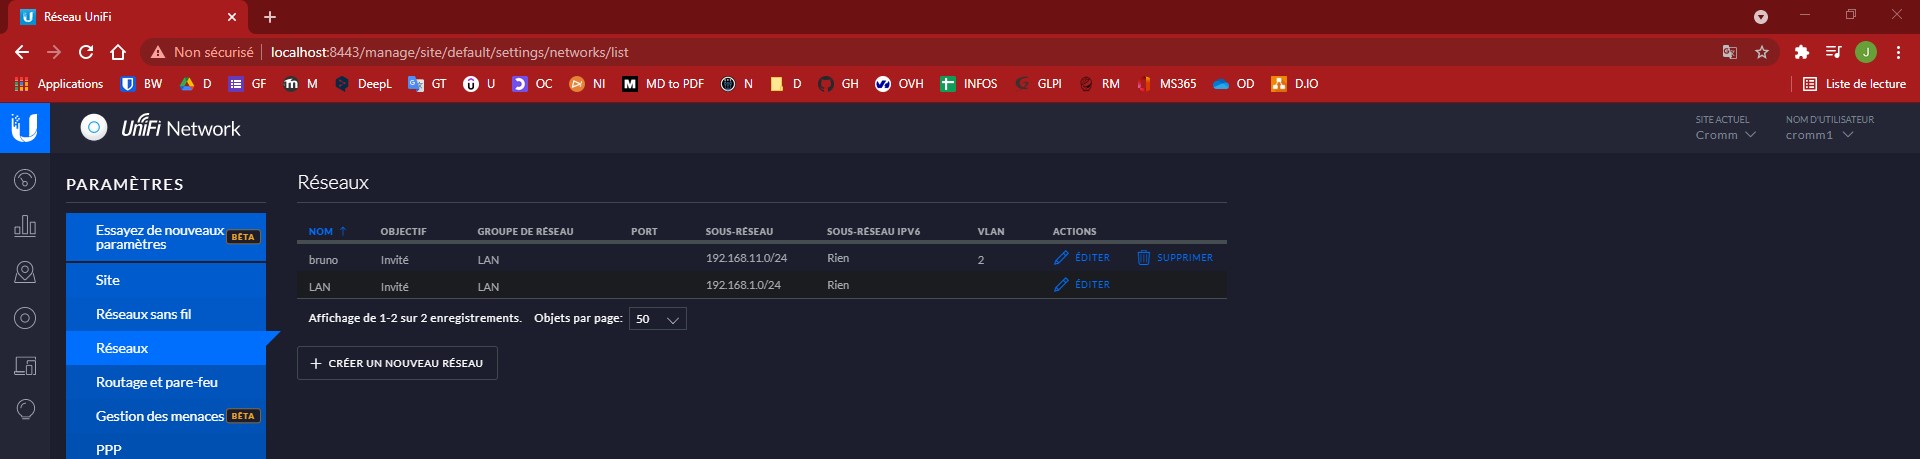 Réseau UniFi
Non sécurisé localhost:8443/manage/site/default/settings/networks/list J
Applications BW D GF M DeepL GT U OC NI MD to PDF N D GH OVH INFOS GLPI RM MS365 OD D.IO Liste de lecture
UniFi Network
SITE ACTUEL NOM D'UTILISATEUR
Cromm cromm1
PARAMÈTRES
Essayez de nouveaux
paramètres BÊTA
Site
Réseaux sans fil
Réseaux
Routage et pare-feu
Gestion des menaces BÊTA
PPP
Réseaux
NOM OBJECTIF GROUPE DE RÉSEAU PORT SOUS-RÉSEAU SOUS-RÉSEAU IPV6 VLAN ACTIONS
bruno Invité LAN 192.168.11.0/24 Rien 2 ÉDITER SUPPRIMER
LAN Invité LAN 192.168.1.0/24 Rien ÉDITER
Affichage de 1-2 sur 2 enregistrements. Objets par page: 50
+ CRÉER UN NOUVEAU RÉSEAU